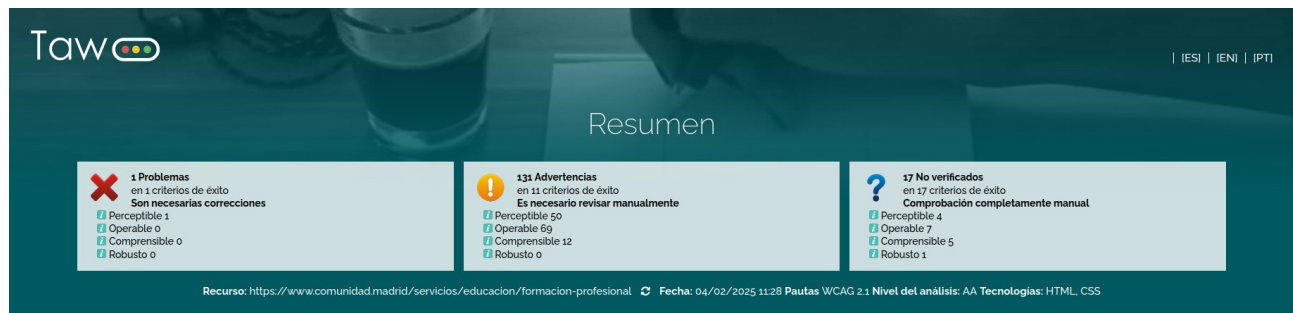 Taw
| [ES] | [EN] | [PT]
Resumen
1 Problemas
en 1 criterios de éxito
Son necesarias correcciones
Perceptible 1
Operable 0
Comprensible 0
Robusto 0
131 Advertencias
en 11 criterios de éxito
Es necesario revisar manualmente
Perceptible 50
Operable 69
Comprensible 12
Robusto 0
17 No verificados
en 17 criterios de éxito
Comprobación completamente manual
Perceptible 4
Operable 7
Comprensible 5
Robusto 1
Recurso: https://www.comunidad.madrid/servicios/educacion/formacion-profesional Fecha: 04/02/2025 11:28 Pautas WCAG 2.1 Nivel del análisis: AA Tecnologías: HTML, CSS